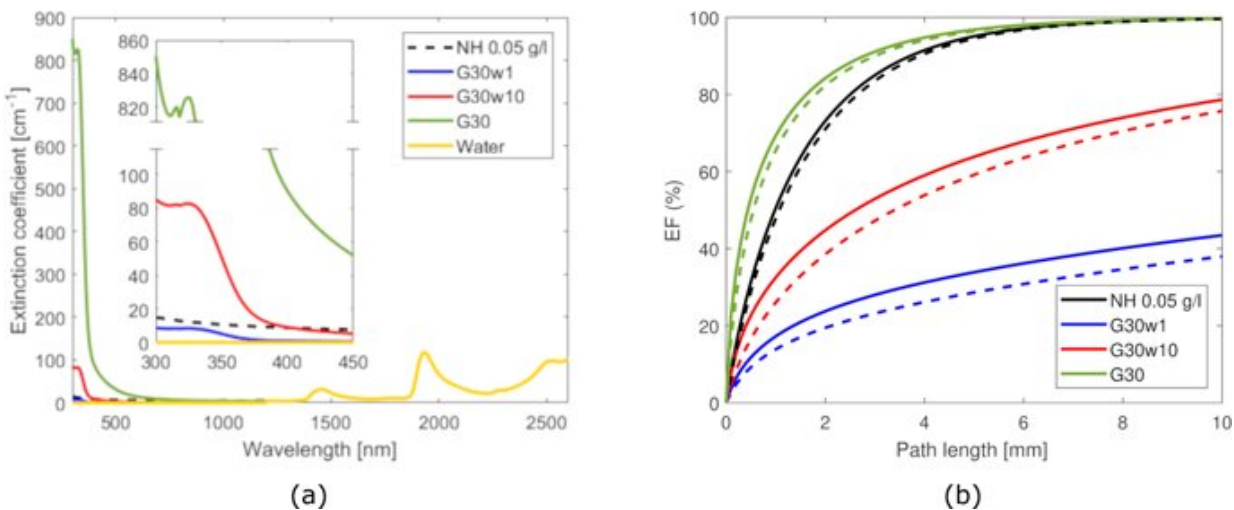 900
800
700
600
500
400
300
200
100
0
Extinction coefficient [cm⁻¹]
500
1000
1500
2000
2500
Wavelength [nm]
860
840
820
100
80
60
40
20
0
300
350
400
450
NH 0.05 g/l
G30w1
G30w10
G30
Water
(a)
100
80
60
40
20
0
EF (%)
0
2
4
6
8
10
Path length [mm]
NH 0.05 g/l
G30w1
G30w10
G30
(b)